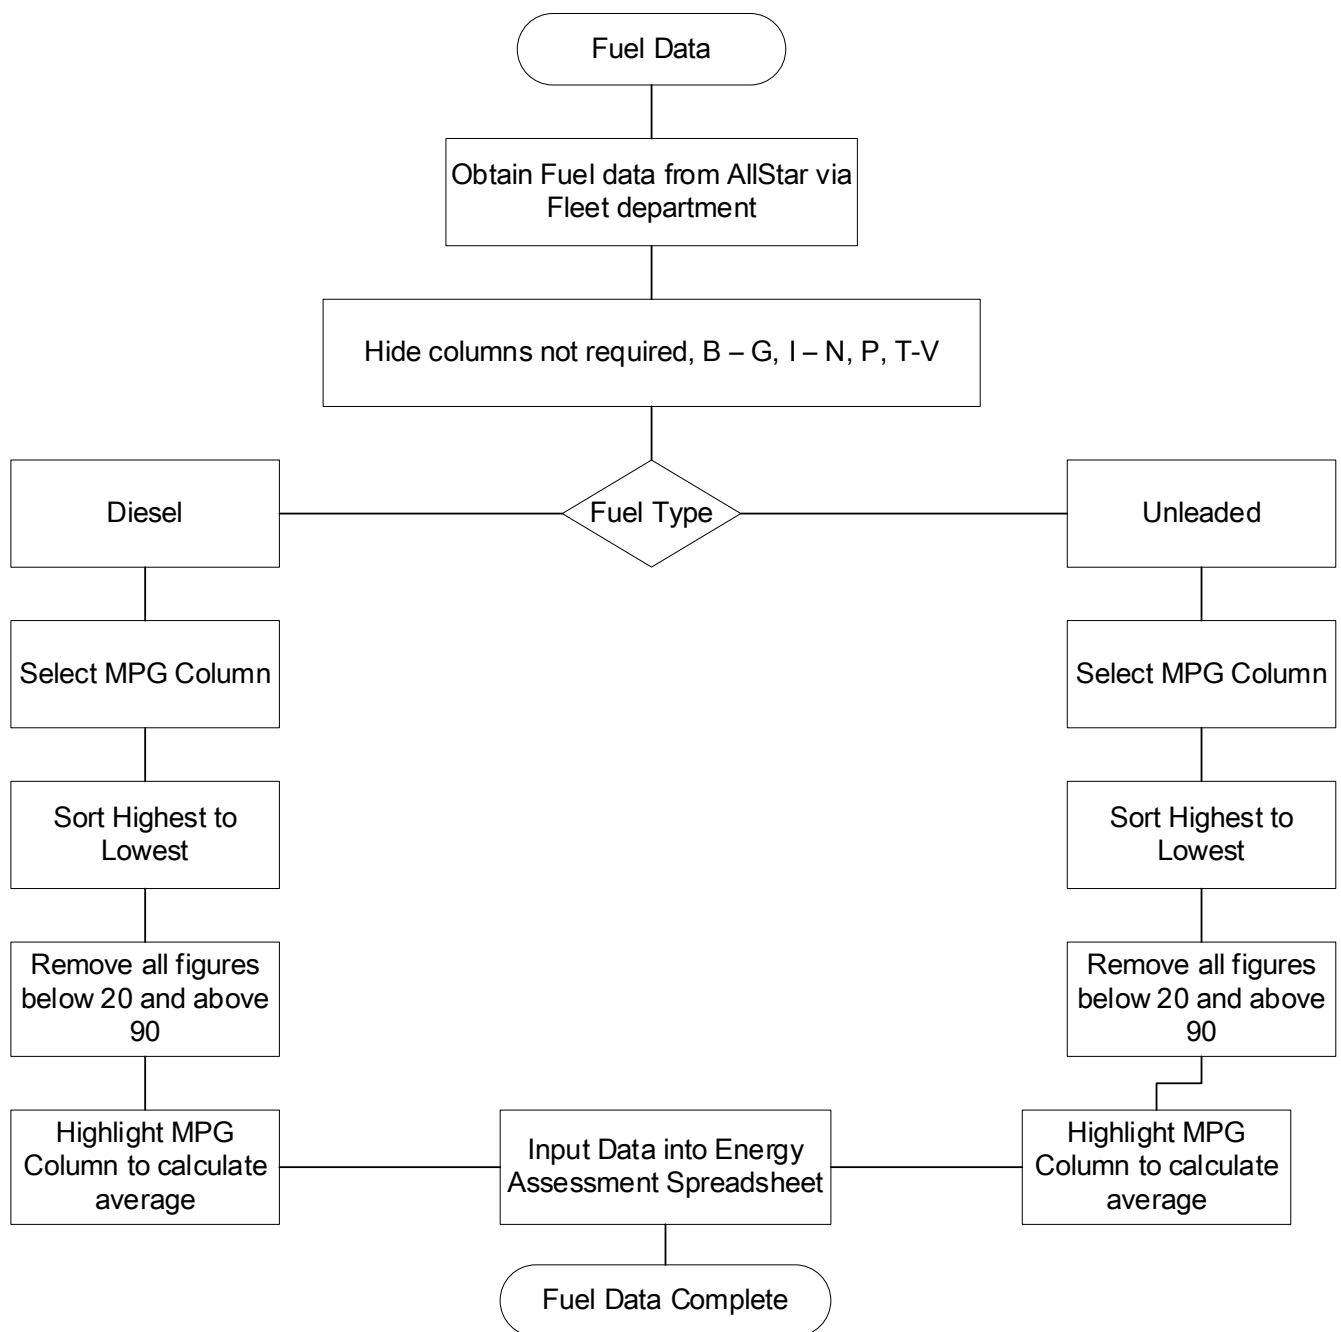 Fuel Data
Obtain Fuel data from AllStar via
Fleet department
Hide columns not required, B – G, I – N, P, T-V
Diesel
Fuel Type
Unleaded
Select MPG Column
Select MPG Column
Sort Highest to
Lowest
Sort Highest to
Lowest
Remove all figures
below 20 and above
90
Remove all figures
below 20 and above
90
Highlight MPG
Column to calculate
average
Input Data into Energy
Assessment Spreadsheet
Highlight MPG
Column to calculate
average
Fuel Data Complete